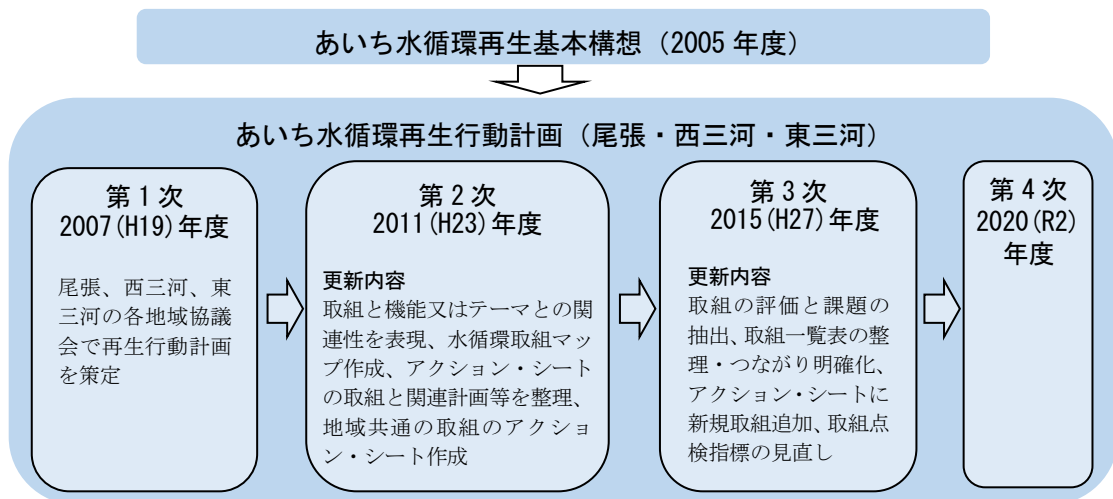 あいち水循環再生基本構想（2005 年度）
あいち水循環再生行動計画（尾張・西三河・東三河）
第 1 次
2007(H19)年度
尾張、西三河、東
三河の各地域協議
会で再生行動計画
を策定
第 2 次
2011(H23)年度
更新内容
取組と機能又はテーマとの関
連性を表現、水循環取組マッ
プ作成、アクション・シート
の取組と関連計画等を整理、
地域共通の取組のアクショ
ン・シート作成
第 3 次
2015(H27)年度
更新内容
取組の評価と課題の
抽出、取組一覧表の整
理・つながり明確化、
アクション・シートに
新規取組追加、取組点
検指標の見直し
第 4 次
2020(R2)
年度